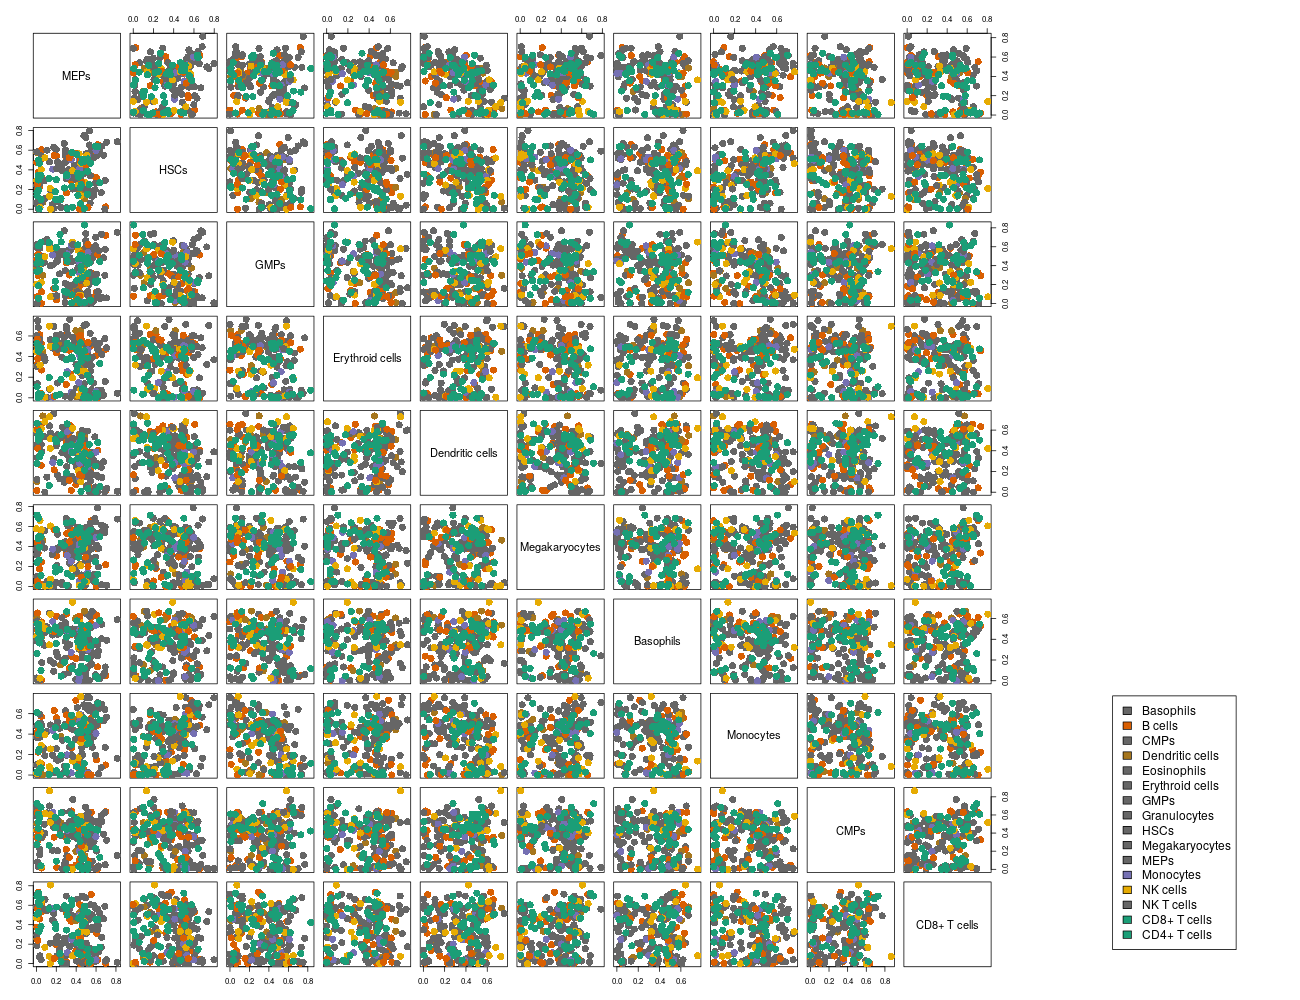 0.0 0.2 0.4 0.6 0.8 0.0 0.2 0.4 0.6 0.0 0.2 0.4 0.6 0.8 0.0 0.2 0.4 0.6 0.0 0.2 0.4 0.6 0.8
MEPs
0.0 0.2 0.4 0.6 0.8
0.0 0.2 0.4 0.6 0.8
HSCs
GMPs
0.0 0.2 0.4 0.6 0.8
0.0 0.2 0.4 0.6
Erythroid cells
Dendritic cells
0.0 0.2 0.4 0.6
0.0 0.2 0.4 0.6 0.8
Megakaryocytes
Basophils
0.0 0.2 0.4 0.6
0.0 0.2 0.4 0.6
Monocytes
CMPs
0.0 0.2 0.4 0.6 0.8
0.0 0.2 0.4 0.6 0.8
CD8+ T cells
0.0 0.2 0.4 0.6 0.8 0.0 0.2 0.4 0.6 0.8 0.0 0.2 0.4 0.6 0.0 0.2 0.4 0.6 0.0 0.2 0.4 0.6 0.8
Basophils
B cells
CMPs
Dendritic cells
Eosinophils
Erythroid cells
GMPs
Granulocytes
HSCs
Megakaryocytes
MEPs
Monocytes
NK cells
NK T cells
CD8+ T cells
CD4+ T cells